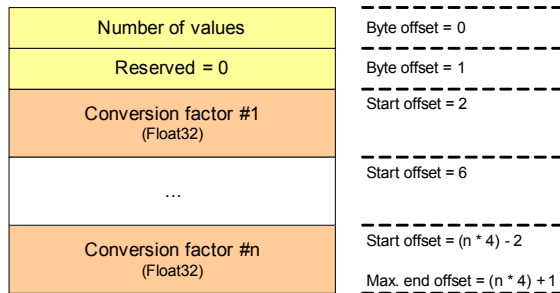 Number of values
Byte offset = 0
Reserved = 0
Byte offset = 1
Conversion factor #1
(Float32)
Start offset = 2
...
Start offset = 6
Conversion factor #n
(Float32)
Start offset = (n * 4) - 2
Max. end offset = (n * 4) + 1